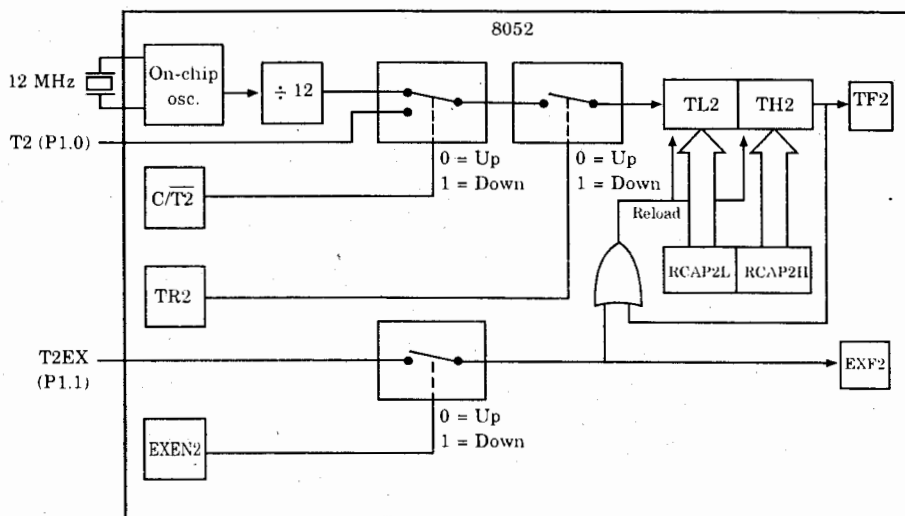 8052
12 MHz
On-chip
osc.
÷ 12
TL2
TH2
TF2
T2 (P1.0)
0 = Up
1 = Down
0 = Up
1 = Down
C/T2̅
Reload
RCAP2L
RCAP2H
TR2
T2EX
(P1.1)
EXF2
0 = Up
1 = Down
EXEN2